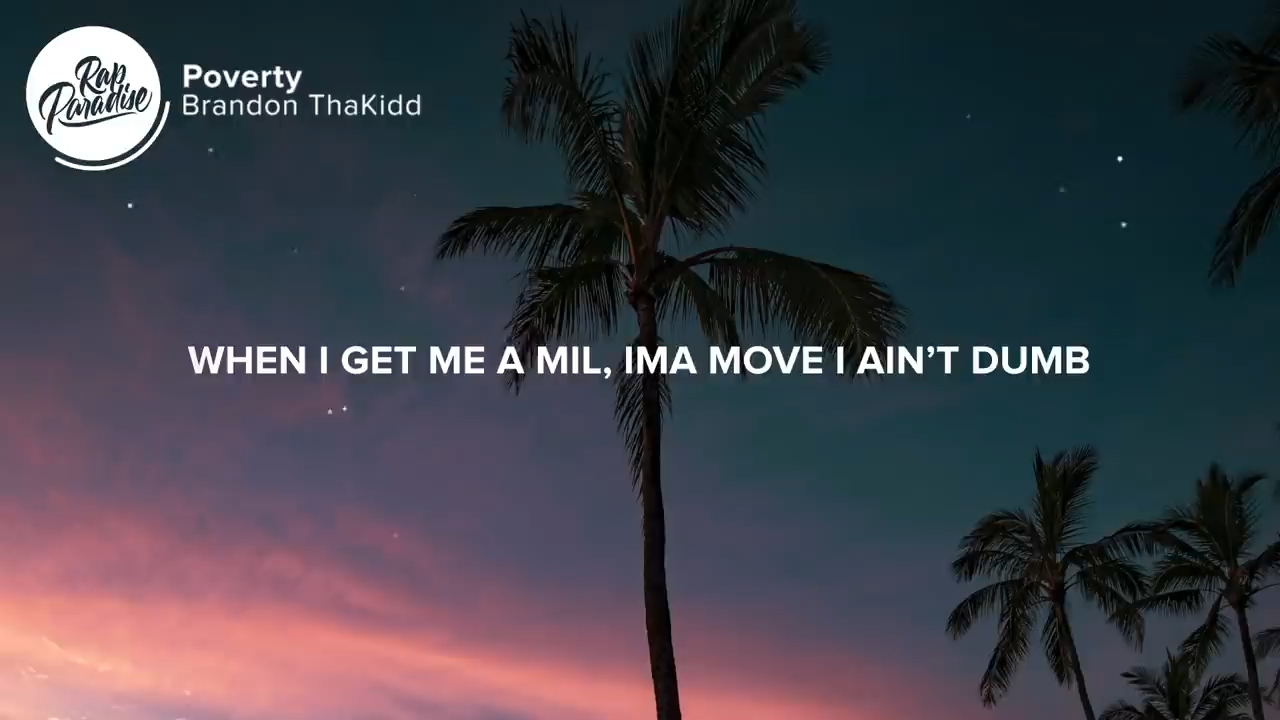 Rap
Paradise
Poverty
Brandon ThaKidd
WHEN I GET ME A MIL, IMA MOVE I AIN’T DUMB